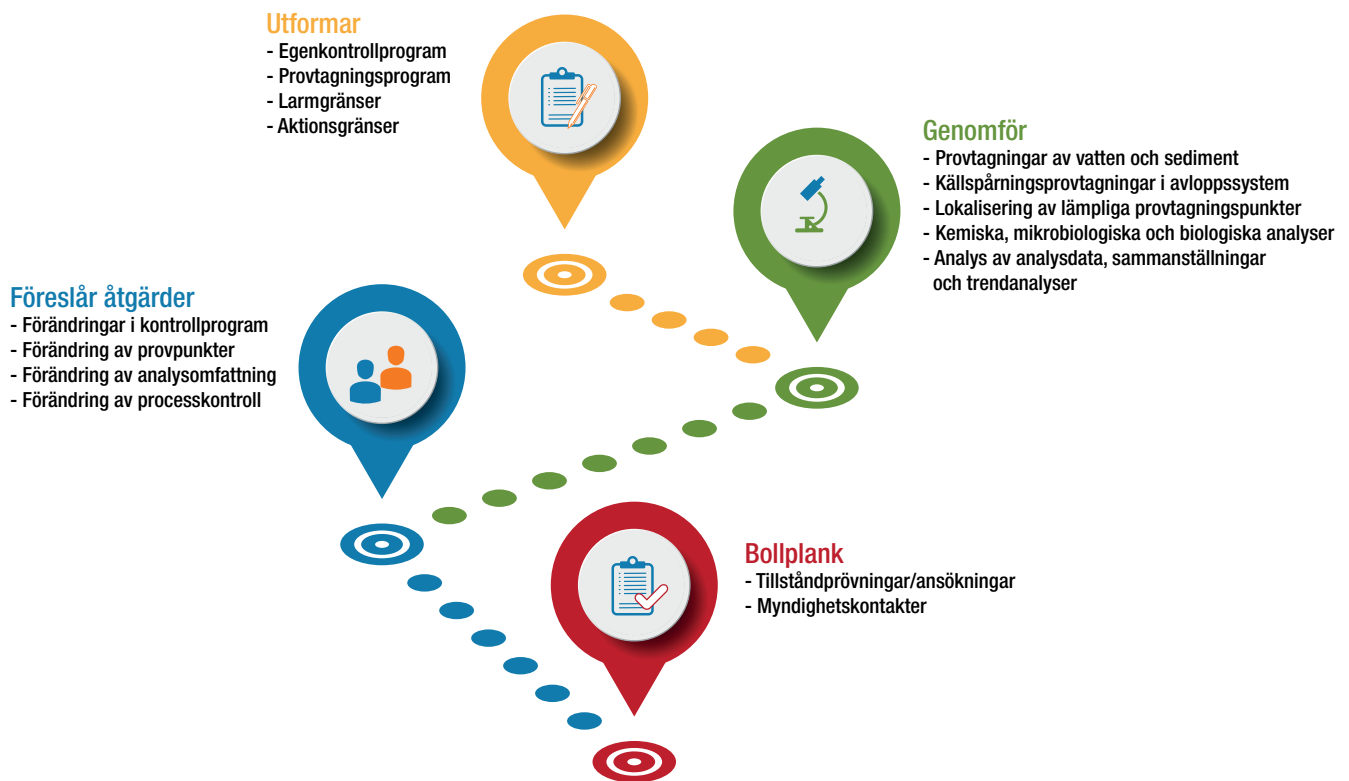 Utformar
- Egenkontrollprogram
- Provtagningsprogram
- Larmgränser
- Aktionsgränser
Genomför
- Provtagningar av vatten och sediment
- Källspårningsprovtagningar i avloppssystem
- Lokalisering av lämpliga provtagningspunkter
- Kemiska, mikrobiologiska och biologiska analyser
- Analys av analysdata, sammanställningar
och trendanalyser
Föreslår åtgärder
- Förändringar i kontrollprogram
- Förändring av provpunkter
- Förändring av analysomfattning
- Förändring av processkontroll
Bollplank
- Tillståndprövningar/ansökningar
- Myndighetskontakter